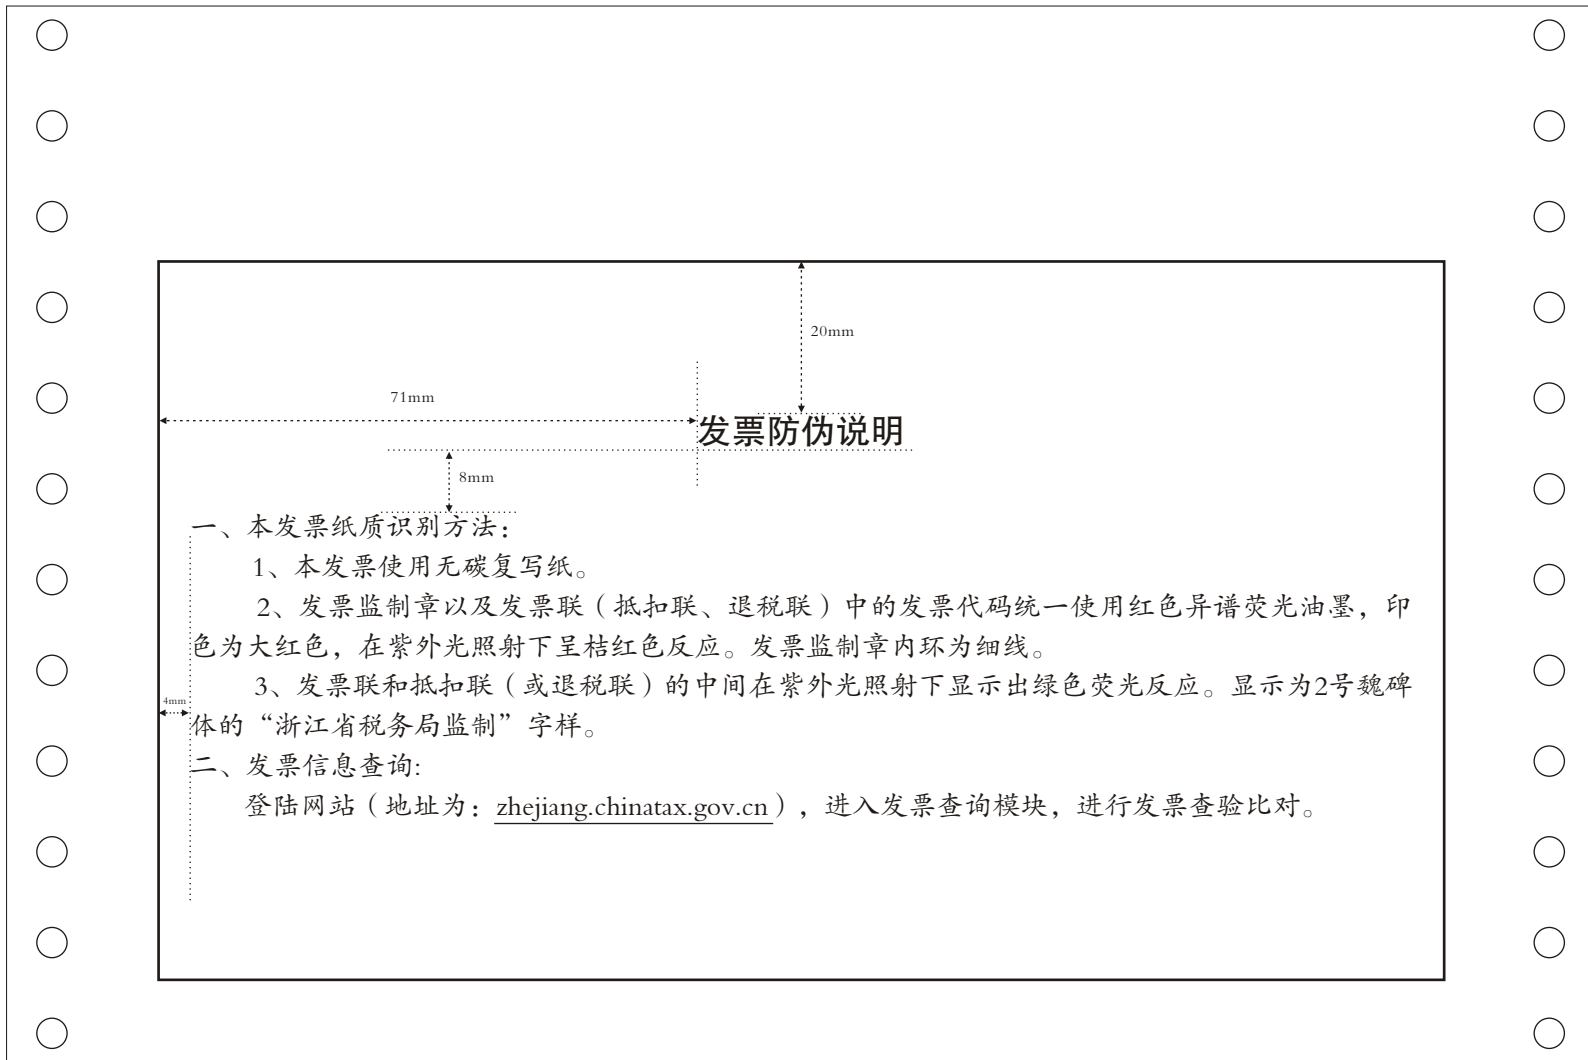 20mm
71mm
发票防伪说明
8mm
一、本发票纸质识别方法：
1、本发票使用无碳复写纸。
2、发票监制章以及发票联（抵扣联、退税联）中的发票代码统一使用红色异谱荧光油墨，印
色为大红色，在紫外光照射下呈桔红色反应。发票监制章内环为细线。
3、发票联和抵扣联（或退税联）的中间在紫外光照射下显示出绿色荧光反应。显示为2号魏碑
4mm
体的“浙江省税务局监制”字样。
二、发票信息查询:
登陆网站（地址为：zhejiang.chinatax.gov.cn），进入发票查询模块，进行发票查验比对。